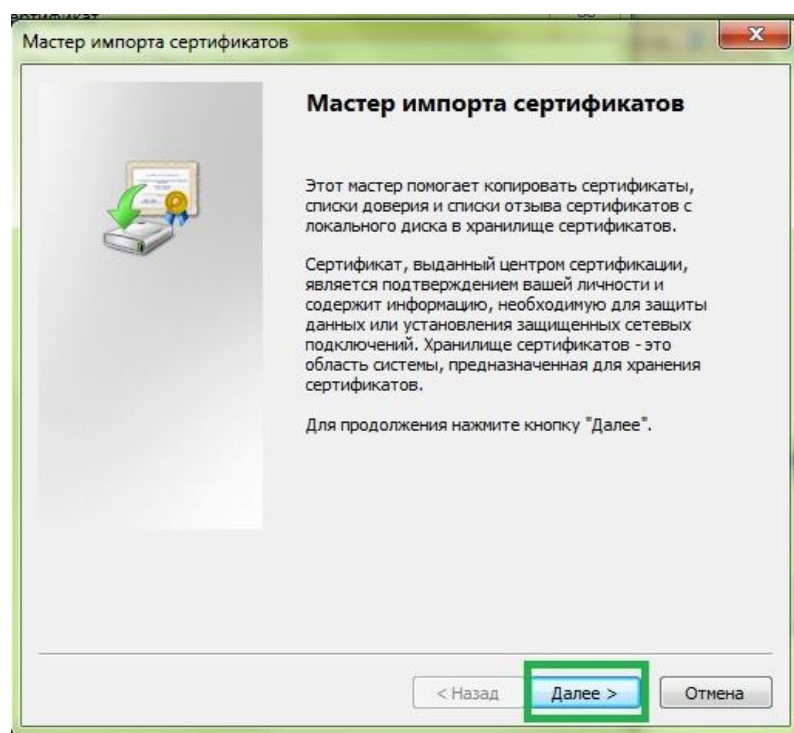 Мастер импорта сертификатов
X
Мастер импорта сертификатов
Этот мастер помогает копировать сертификаты,
списки доверия и списки отзыва сертификатов с
локального диска в хранилище сертификатов.
Сертификат, выданный центром сертификации,
является подтверждением вашей личности и
содержит информацию, необходимую для защиты
данных или установления защищенных сетевых
подключений. Хранилище сертификатов - это
область системы, предназначенная для хранения
сертификатов.
Для продолжения нажмите кнопку "Далее".
< Назад Далее > Отмена